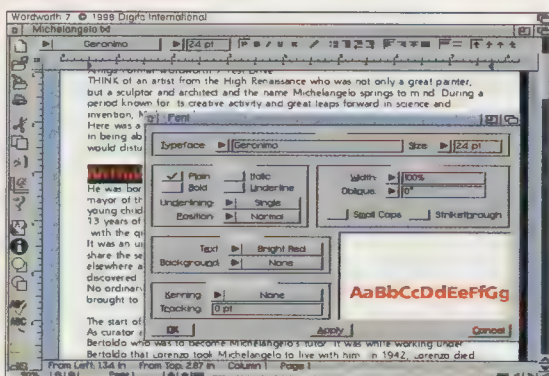 Wordworth 7 © 1998 Digita International
Michelangelo.txt
Geronimo 24 pt
THINK of an artist from the High Renaissance who was not only a great painter,
but a sculptor and architect and the name Michelangelo springs to mind. During a
period known for its creative activity and great leaps forward in science and
invention,
Here was a
in being ab
would distu
He was bor
mayor of th
young child
13 years of
with the qu
It was an u
share the se
elsewhere a
discovered
No ordinar
brought to
The start of
As curator
Bertoldo who was to become Michelangelo's tutor. It was while working under
Bertoldo that Lorenzo took Michelangelo to live with him. In 1942, Lorenzo died
Font
Typeface Geronimo Size 24 pt
Plain Italic
Bold Underline
Underlining Single
Position Normal
Width 100%
Oblique 0°
Small Caps Strikethrough
Text Bright Red
Background None
Kerning None
Tracking 0 pt
AaBbCcDdEeFfGg
OK Apply Cancel
ABC
From Left: 1.34 in From Top: 2.87 in Column 1 Page 1